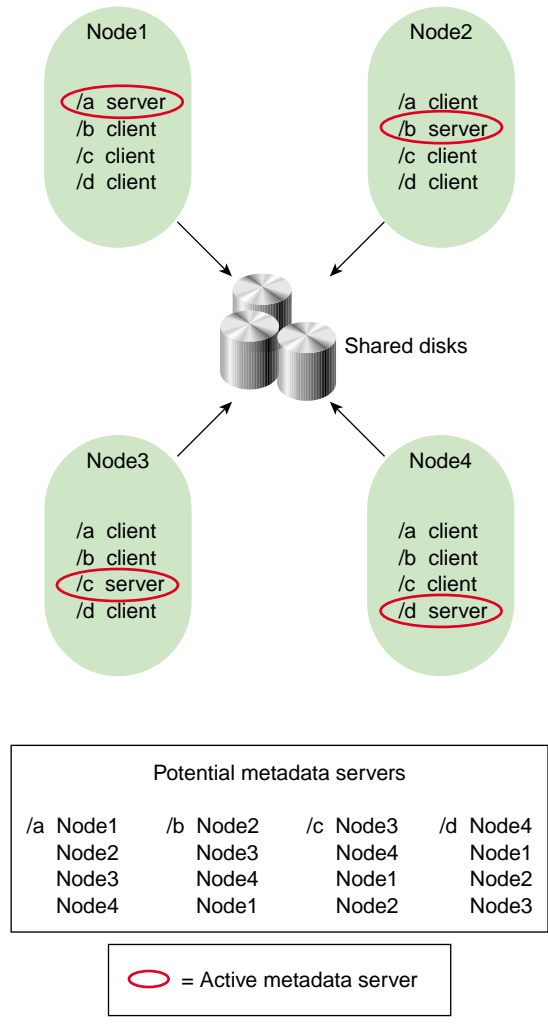 Node1
/a server
/b client
/c client
/d client
Node2
/a client
/b server
/c client
/d client
Shared disks
Node3
/a client
/b client
/c server
/d client
Node4
/a client
/b client
/c client
/d server
Potential metadata servers
/a Node1 /b Node2 /c Node3 /d Node4
Node2 Node3 Node4 Node1
Node3 Node4 Node1 Node2
Node4 Node1 Node2 Node3
= Active metadata server